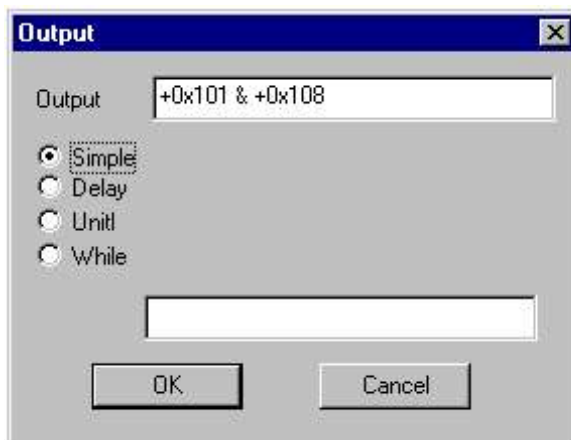 Output
Output +0x101 & +0x108
Simple
Delay
Unitl
While
OK Cancel